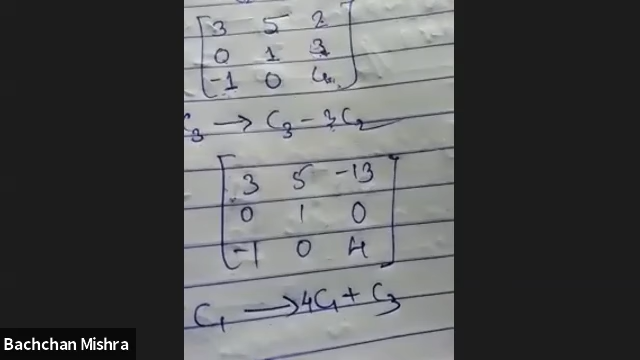 3 5 2
0 1 3
-1 0 4
C₃ → C₃ - 3C₂
3 5 -13
0 1 0
-1 0 4
C₁ → 4C₁ + C₃
Bachchan Mishra